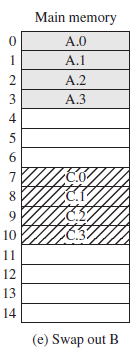 Main memory
0 A.0
1 A.1
2 A.2
3 A.3
4
5
6
7 C.0
8 C.1
9 C.2
10 C.3
11
12
13
14
(e) Swap out B